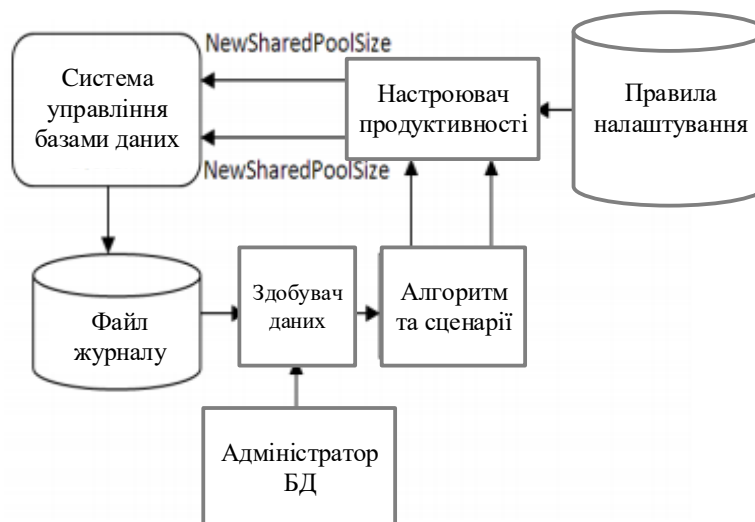 NewSharedPoolSize
Система
управління
базами даних
Настроювач
продуктивності
Правила
налаштування
NewSharedPoolSize
Файл
журналу
Здобувач
даних
Алгоритм
та сценарії
Адміністратор
БД